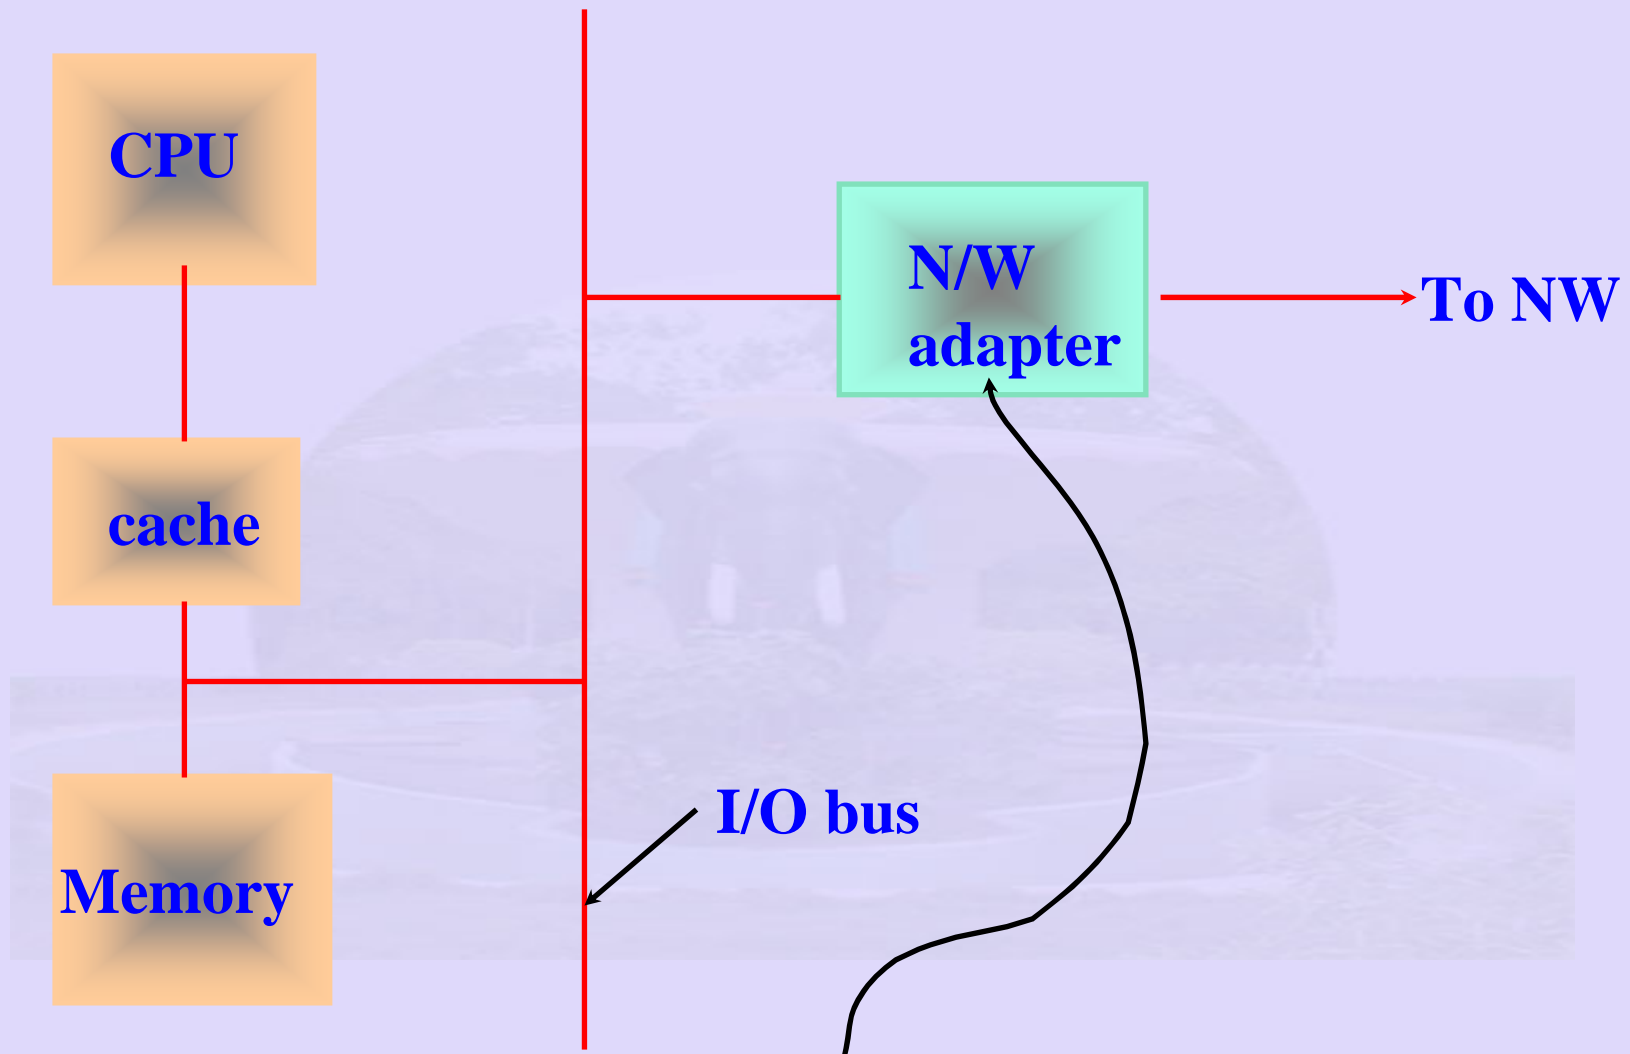 CPU
N/W
adapter
To NW
cache
I/O bus
Memory